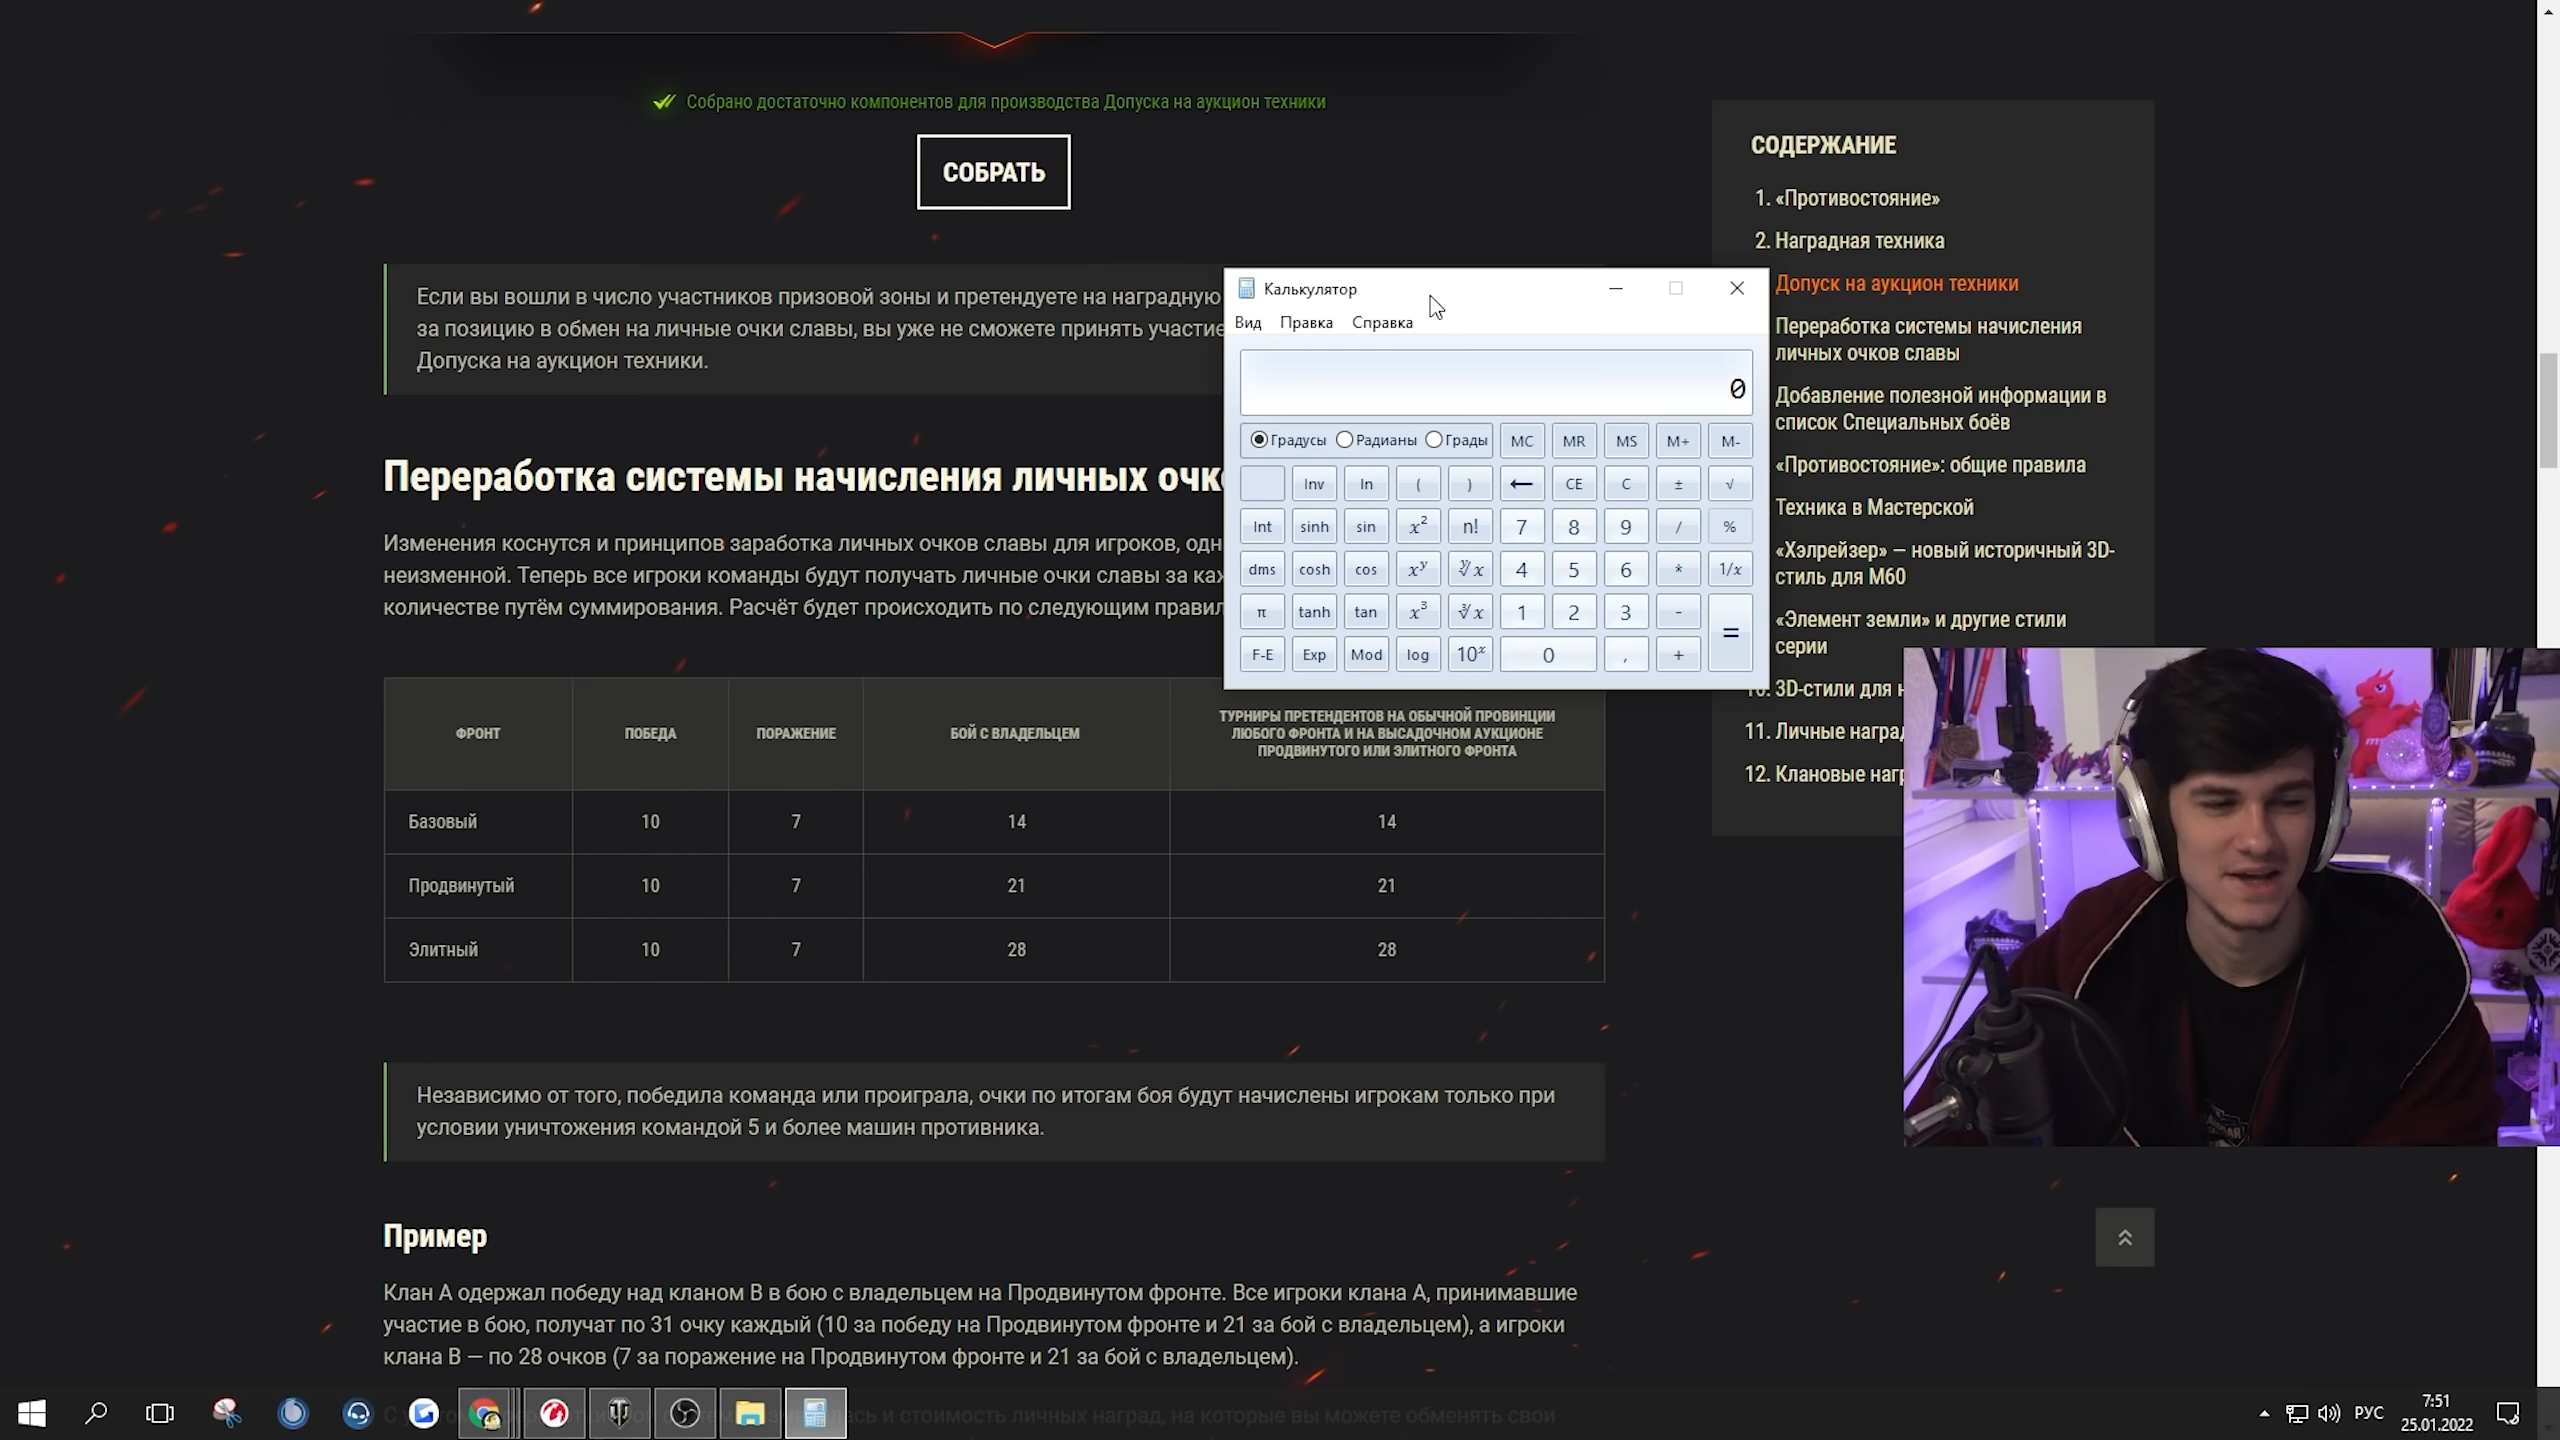 Собрано достаточно компонентов для производства Допуска на аукцион техники
СОБРАТЬ
Если вы вошли в число участников призовой зоны и претендуете на наградную
за позицию в обмен на личные очки славы, вы уже не сможете принять участие
Допуска на аукцион техники.
Переработка системы начисления личных
Изменения коснутся и принципов заработка личных очков славы для игроков,
неизменной. Теперь все игроки команды будут получать личные очки славы за
количестве путём суммирования. Расчёт будет происходить по следующим
ФРОНТ ПОБЕДА ПОРАЖЕНИЕ БОЙ С ВЛАДЕЛЬЦЕМ
ТУРНИРЫ ПРЕТЕНДЕНТОВ НА ОБЫЧНОЙ ПРОВИНЦИИ
ЛЮБОГО ФРОНТА И НА ВЫСАДОЧНОМ АУКЦИОНЕ
ПРОДВИНУТОГО ИЛИ ЭЛИТНОГО ФРОНТА
Базовый 10 7 14 14
Продвинутый 10 7 21 21
Элитный 10 7 28 28
Независимо от того, победила команда или проиграла, очки по итогам боя будут начислены игрокам только при
условии уничтожения командой 5 и более машин противника.
Пример
Клан А одержал победу над кланом В в бою с владельцем на Продвинутом фронте. Все игроки клана А, принимавшие
участие в бою, получат по 31 очку каждый (10 за победу на Продвинутом фронте и 21 за бой с владельцем), а игроки
клана В — по 28 очков (7 за поражение на Продвинутом фронте и 21 за бой с владельцем).
и стоимость личных наград, на которые вы можете обменять свои
Калькулятор
Вид Правка Справка
0
Градусы Радианы Грады MC MR MS M+ M-
Inv ln ( ) ← CE C ± √
Int sinh sin x² n! 7 8 9 / %
dms cosh cos xʸ ʸ√x 4 5 6 * 1/x
π tanh tan x³ ³√x 1 2 3 - =
F-E Exp Mod log 10ˣ 0 , +
СОДЕРЖАНИЕ
1. «Противостояние»
2. Наградная техника
Допуск на аукцион техники
Переработка системы начисления
личных очков славы
Добавление полезной информации в
список Специальных боёв
«Противостояние»: общие правила
Техника в Мастерской
«Хэлрейзер» — новый историчный 3D-
стиль для M60
«Элемент земли» и другие стили
серии
10. 3D-стили для
11. Личные
12. Клановые
РУС
7:51
25.01.2022